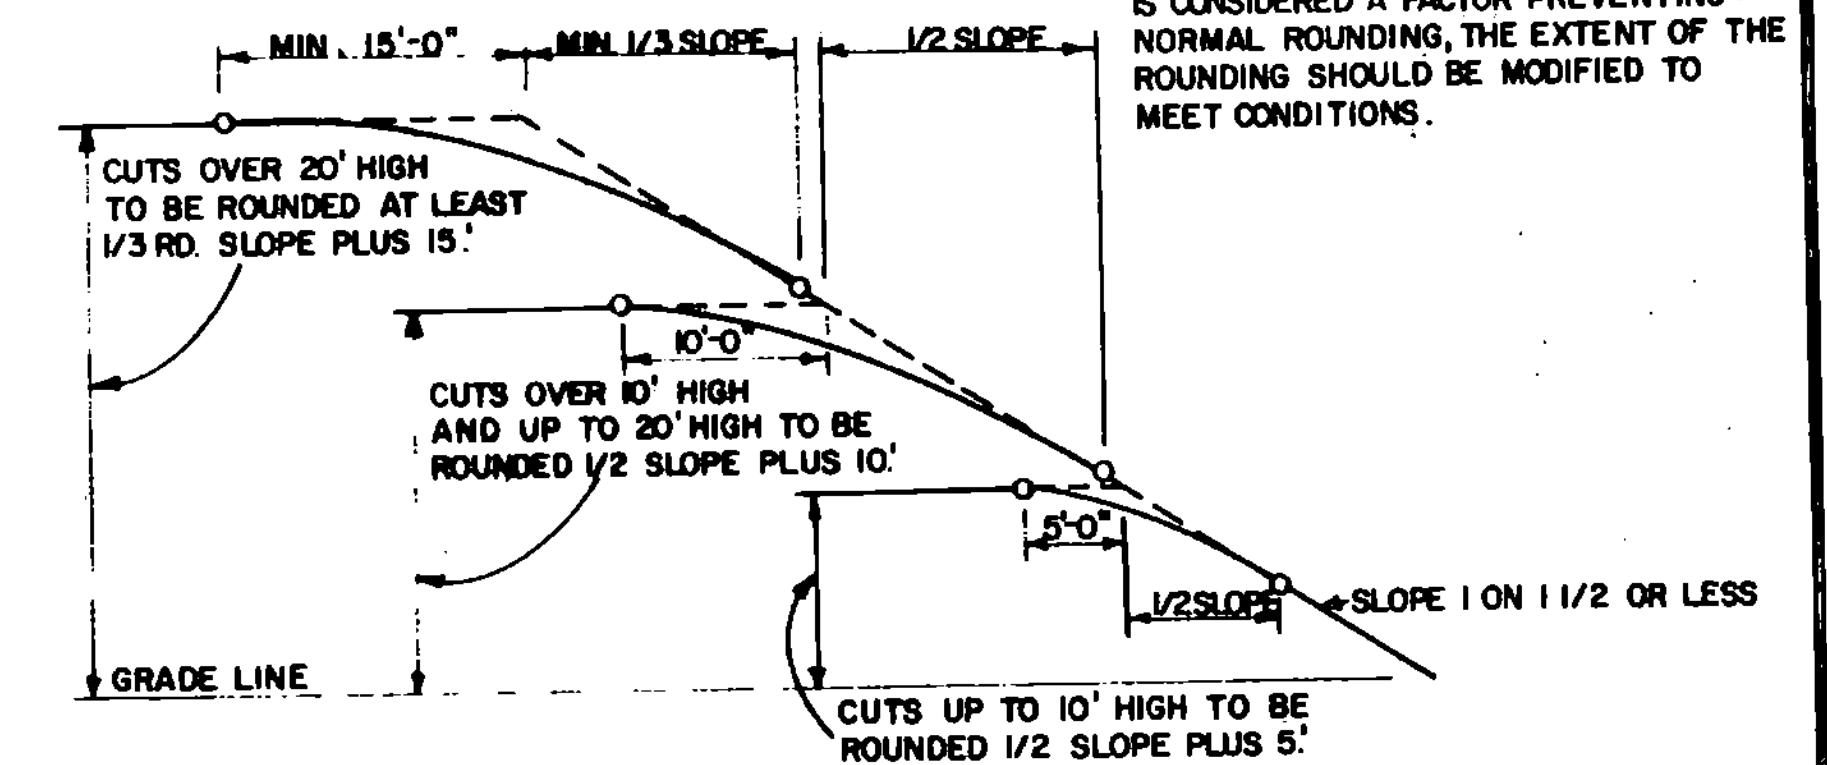 IS CONSIDERED A FACTOR PREVENTING
NORMAL ROUNDING, THE EXTENT OF THE
ROUNDING SHOULD BE MODIFIED TO
MEET CONDITIONS.
MIN. 15'-0"
MIN 1/3 SLOPE
1/2 SLOPE
CUTS OVER 20' HIGH
TO BE ROUNDED AT LEAST
1/3 RD. SLOPE PLUS 15.'
10'-0"
CUTS OVER 10' HIGH
AND UP TO 20' HIGH TO BE
ROUNDED 1/2 SLOPE PLUS 10.'
5'-0"
1/2 SLOPE
SLOPE 1 ON 1 1/2 OR LESS
GRADE LINE
CUTS UP TO 10' HIGH TO BE
ROUNDED 1/2 SLOPE PLUS 5.'